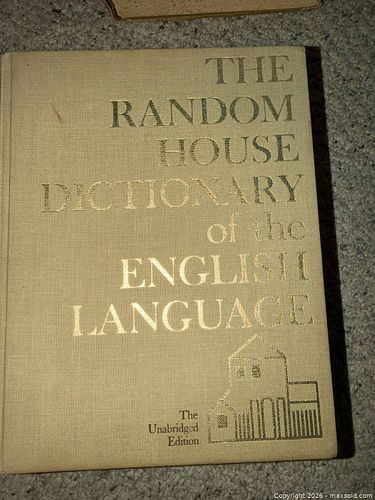 THE
RANDOM
HOUSE
DICTIONARY
of the
ENGLISH
LANGUAGE
The
Unabridged
Edition
Copyright © 2026 - maxsold.com